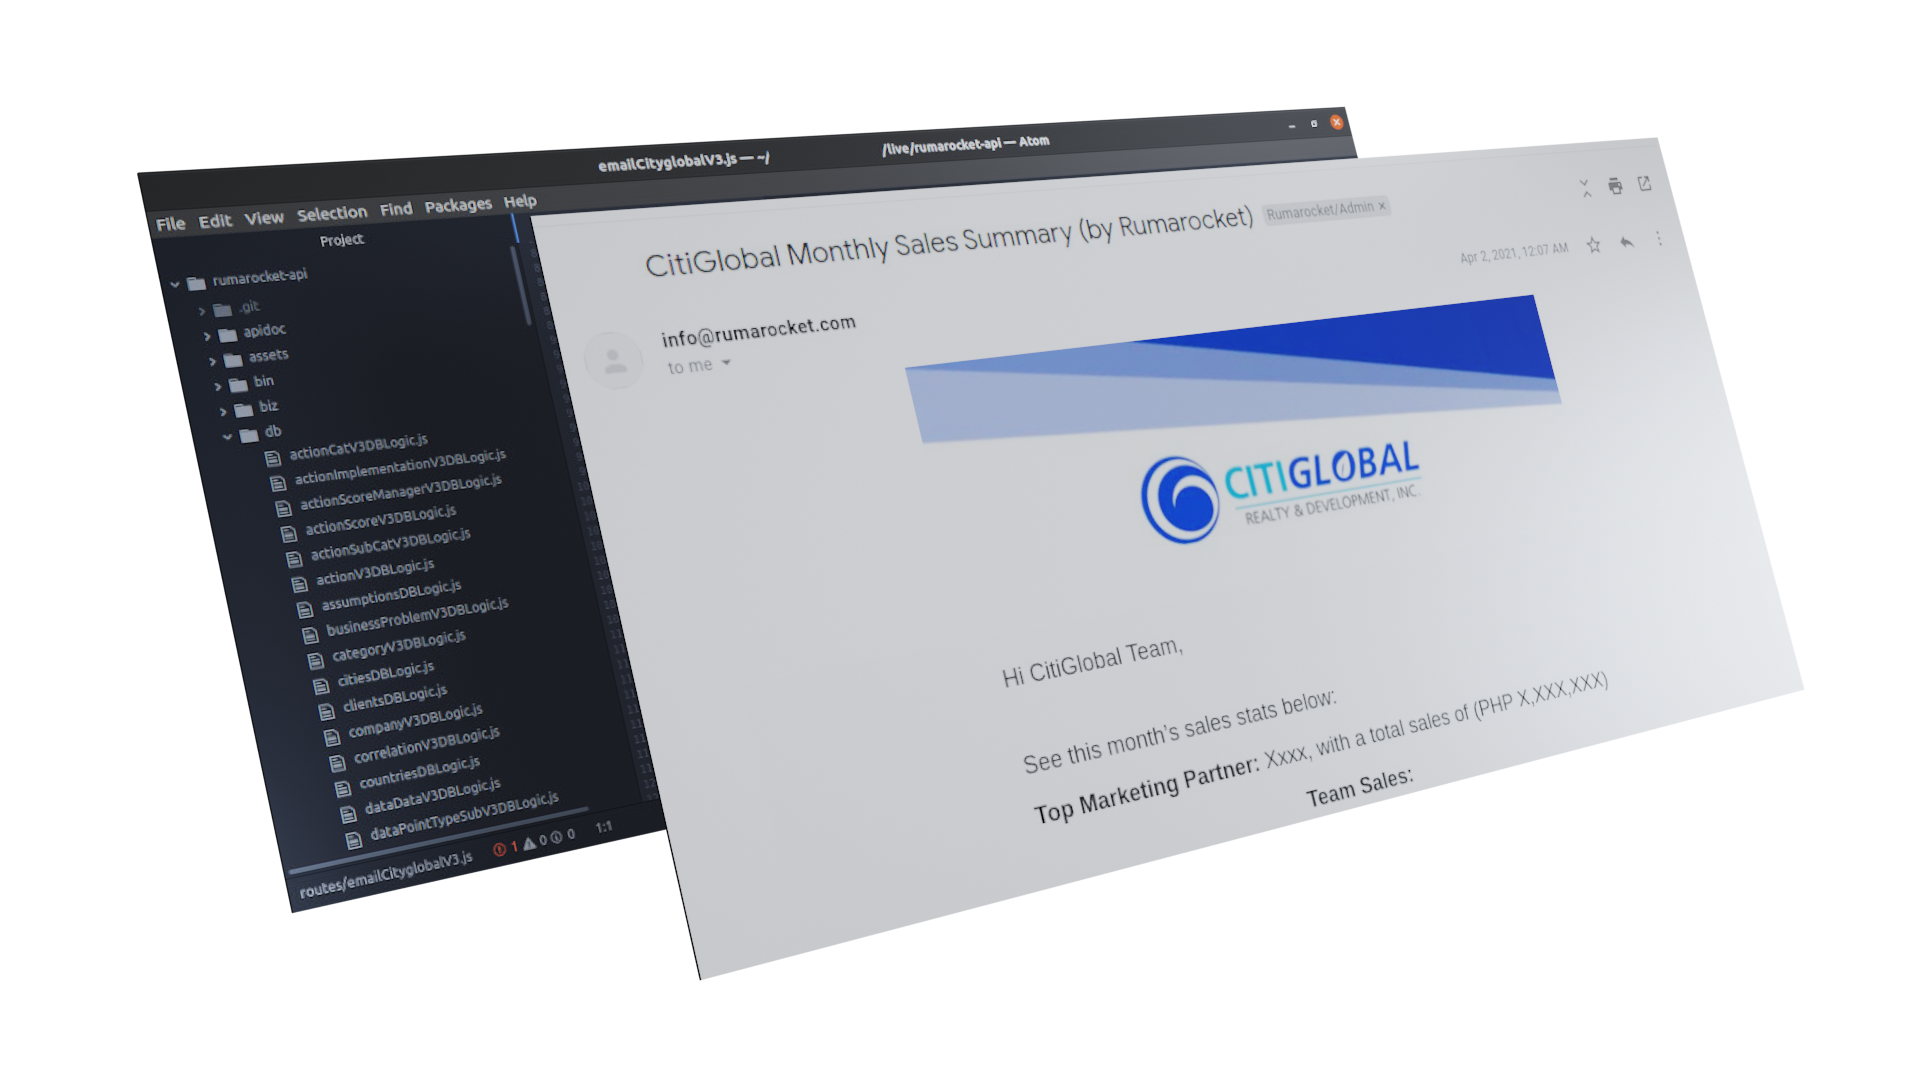 emailCityglobalV3.js — ~/ /live/rumarocket-api — Atom
File Edit View Selection Find Packages Help
Project
rumarocket-api
.git
apidoc
assets
bin
biz
db
actionCatV3DBLogic.js
actionImplementationV3DBLogic.js
actionScoreManagerV3DBLogic.js
actionScoreV3DBLogic.js
actionSubCatV3DBLogic.js
actionV3DBLogic.js
assumptionsDBLogic.js
businessProblemV3DBLogic.js
categoryV3DBLogic.js
citiesDBLogic.js
clientsDBLogic.js
companyV3DBLogic.js
correlationV3DBLogic.js
countriesDBLogic.js
dataDataV3DBLogic.js
dataPointTypeSubV3DBLogic.js
routes/emailCityglobalV3.js 1 0 0 1:1
CitiGlobal Monthly Sales Summary (by Rumarocket) Rumarocket/Admin ×
Apr 2, 2021, 12:07 AM
info@rumarocket.com
to me
CITIGLOBAL
REALTY & DEVELOPMENT, INC.
Hi CitiGlobal Team,
See this month's sales stats below:
Top Marketing Partner: Xxxx, with a total sales of (PHP X,XXX,XXX)
Team Sales: